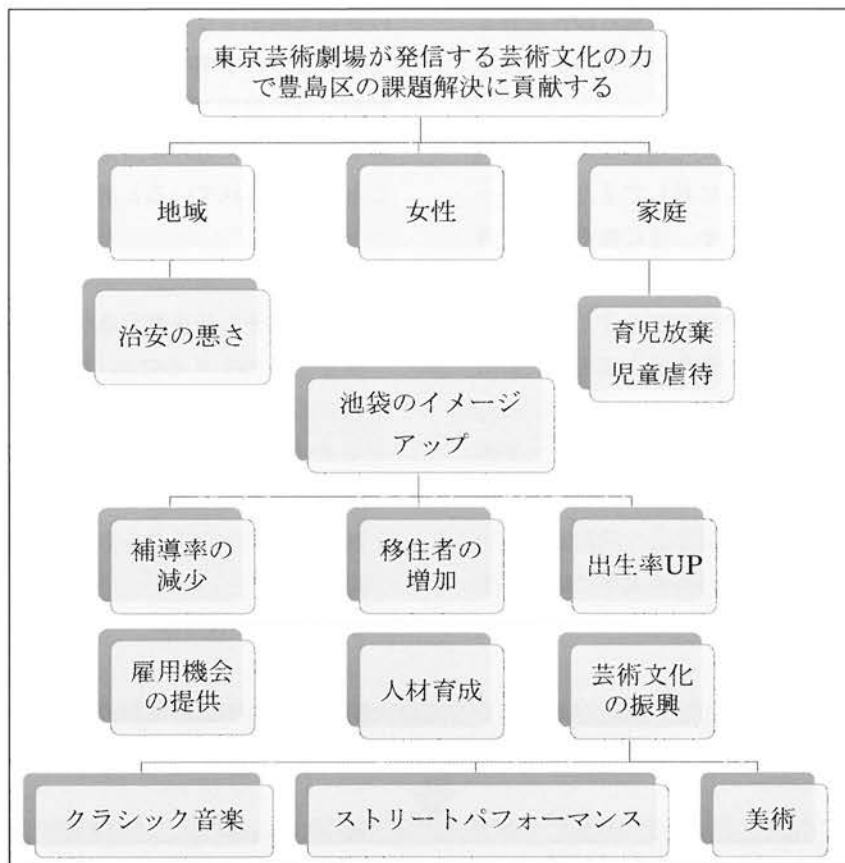 東京芸術劇場が発信する芸術文化の力
で豊島区の課題解決に貢献する
地域
女性
家庭
治安の悪さ
育児放棄
児童虐待
池袋のイメージ
アップ
補導率の
減少
移住者の
増加
出生率UP
雇用機会
の提供
人材育成
芸術文化
の振興
クラシック音楽
ストリートパフォーマンス
美術